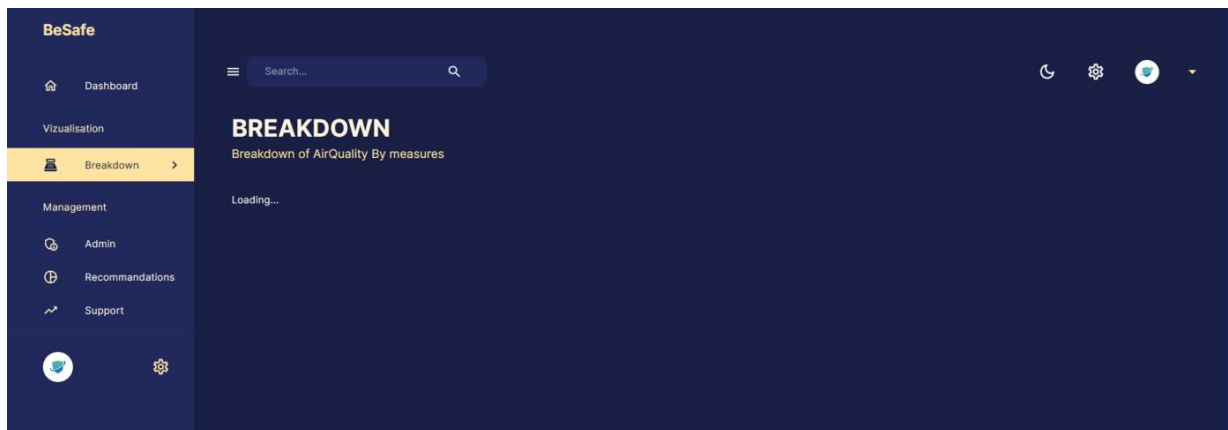 BeSafe
Dashboard
Vizualisation
Breakdown
Management
Admin
Recommandations
Support
Search...
BREAKDOWN
Breakdown of AirQuality By measures
Loading...